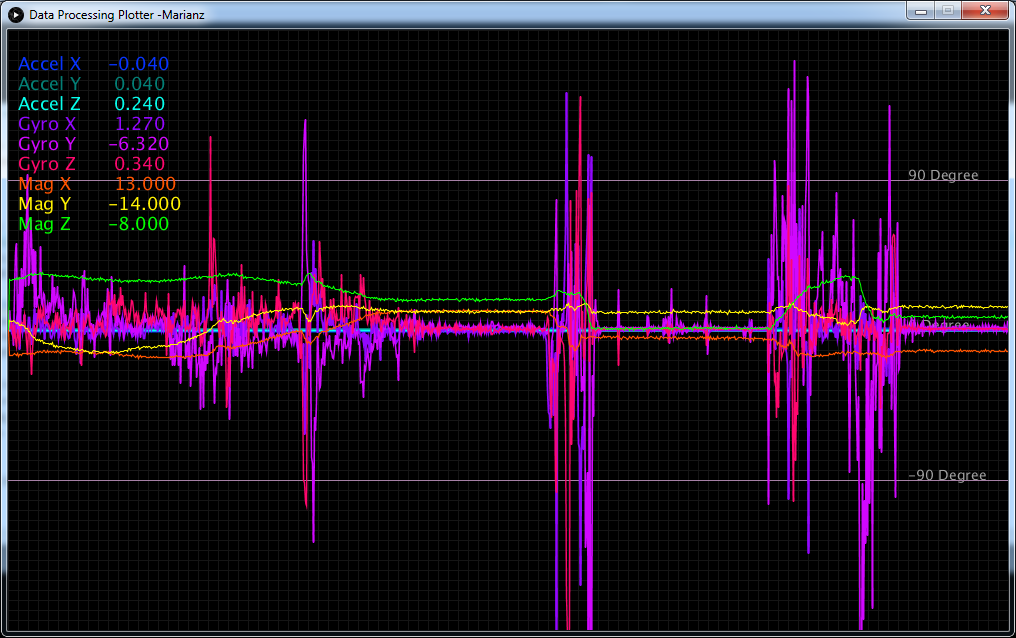 Data Processing Plotter -Marianz
Accel X -0.040
Accel Y 0.040
Accel Z 0.240
Gyro X 1.270
Gyro Y -6.320
Gyro Z 0.340
Mag X 13.000
90 Degree
Mag Y -14.000
Mag Z -8.000
0 Degree
-90 Degree